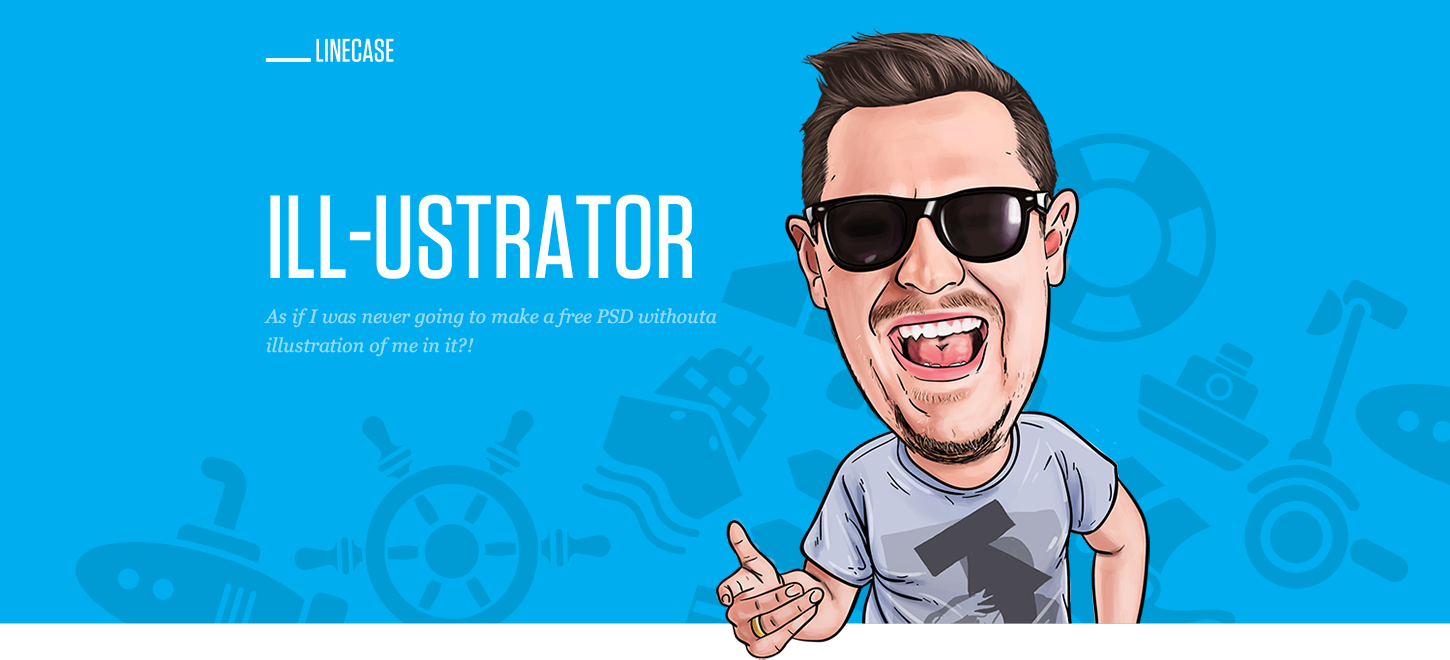 LINECASE
ILL-USTRATOR
As if I was never going to make a free PSD withouta
illustration of me in it?!